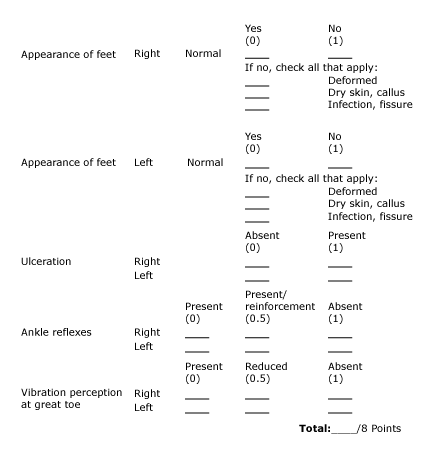 Yes No
(0) (1)
Appearance of feet Right Normal ____ ____
If no, check all that apply:
____ Deformed
____ Dry skin, callus
____ Infection, fissure
Yes No
(0) (1)
Appearance of feet Left Normal ____ ____
If no, check all that apply:
____ Deformed
____ Dry skin, callus
____ Infection, fissure
Absent Present
(0) (1)
Ulceration Right ____ ____
Left ____ ____
Present/
Present reinforcement Absent
(0) (0.5) (1)
Ankle reflexes Right ____ ____ ____
Left ____ ____ ____
Present Reduced Absent
(0) (0.5) (1)
Vibration perception Right ____ ____ ____
at great toe Left ____ ____ ____
Total:____/8 Points